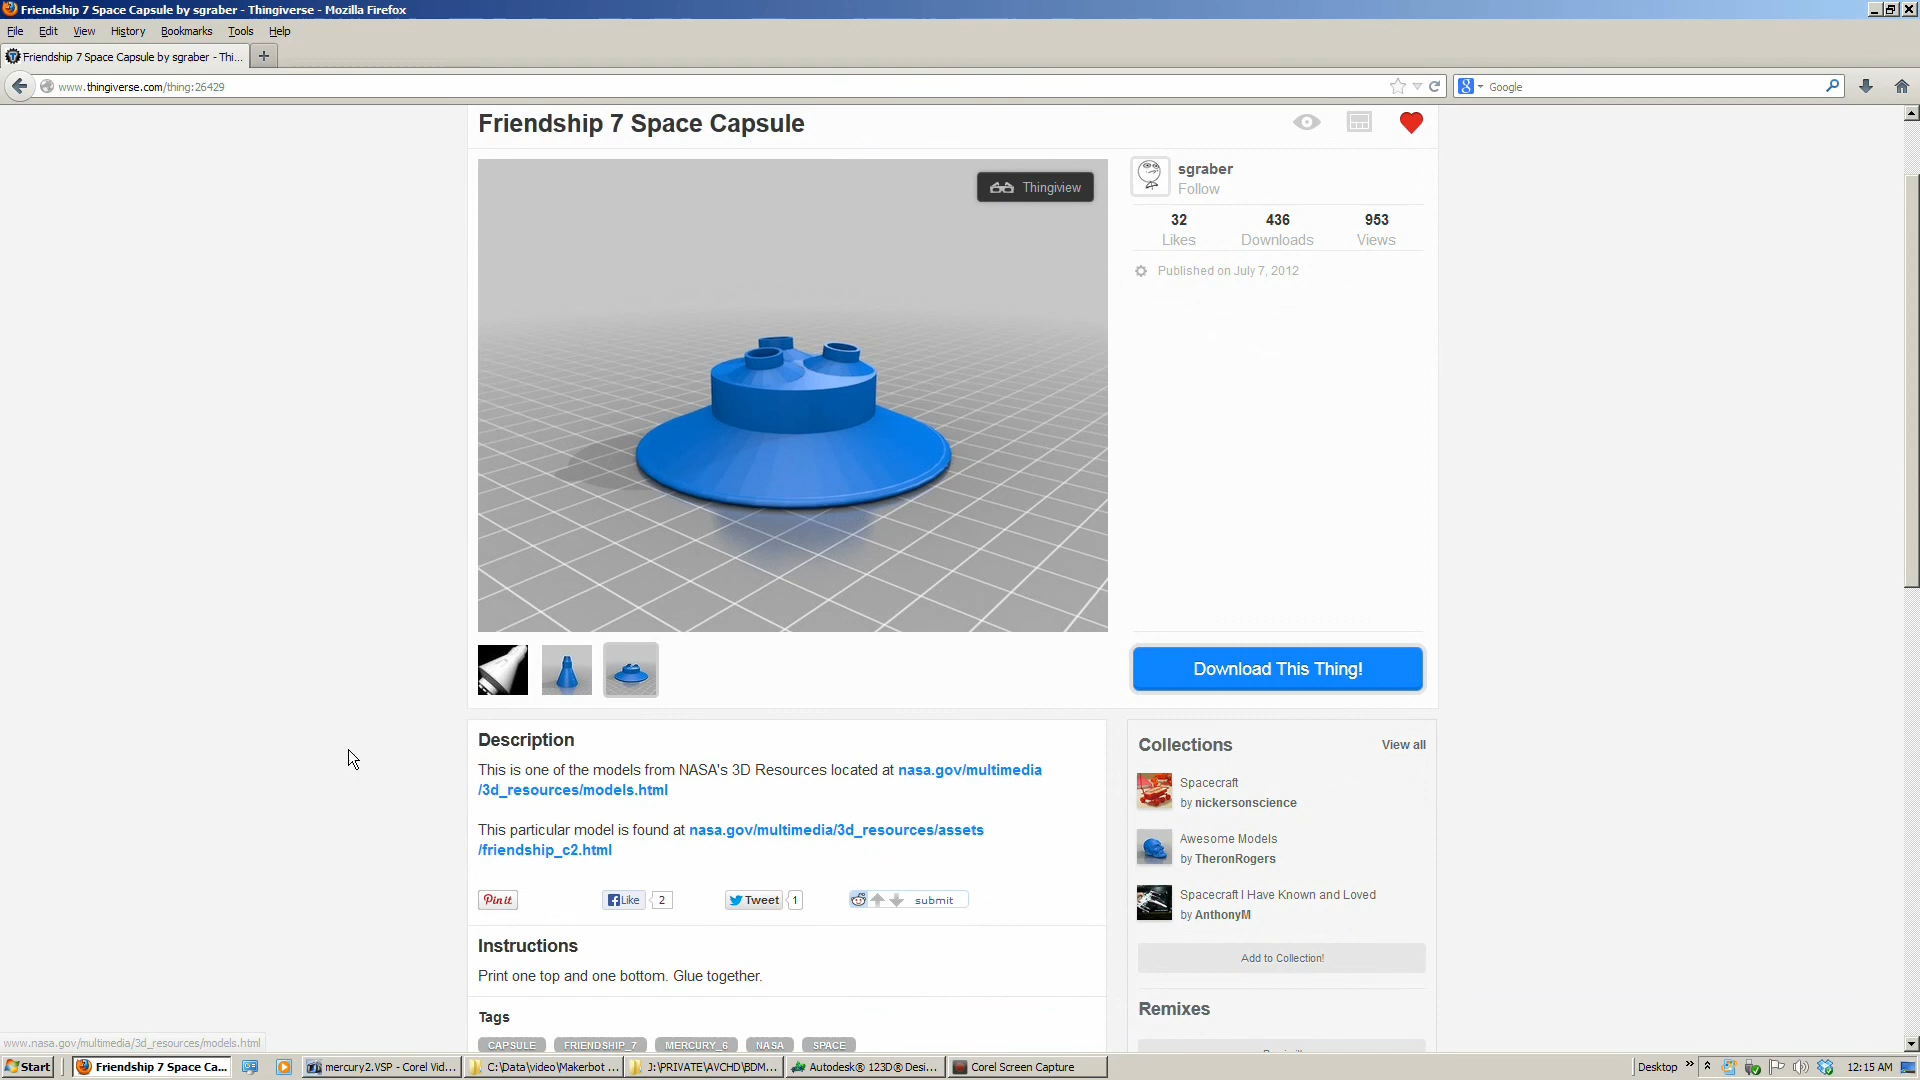 Friendship 7 Space Capsule by sgraber - Thingiverse - Mozilla Firefox
File Edit View History Bookmarks Tools Help
Friendship 7 Space Capsule by sgraber - Thi...
www.thingiverse.com/thing:26429
Google
Friendship 7 Space Capsule
Thingiview
sgraber
Follow
32 436 953
Likes Downloads Views
Published on July 7, 2012
Download This Thing!
Description
This is one of the models from NASA's 3D Resources located at nasa.gov/multimedia
/3d_resources/models.html
This particular model is found at nasa.gov/multimedia/3d_resources/assets
/friendship_c2.html
Pin it
Like 2
Tweet 1
submit
Instructions
Print one top and one bottom. Glue together.
Tags
CAPSULE FRIENDSHIP_7 MERCURY_6 NASA SPACE
Collections View all
Spacecraft
by nickersonscience
Awesome Models
by TheronRogers
Spacecraft I Have Known and Loved
by AnthonyM
Add to Collection!
Remixes
www.nasa.gov/multimedia/3d_resources/models.html
Start
Friendship 7 Space Ca...
mercury2.VSP - Corel Vid...
C:\Data\video\Makerbot ...
J:\PRIVATE\AVCHD\BDM...
Autodesk® 123D® Desi...
Corel Screen Capture
Desktop
12:15 AM